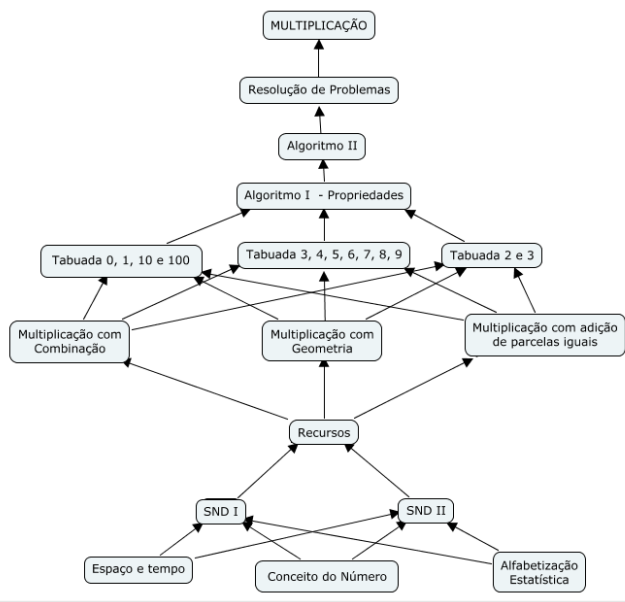 MULTIPLICAÇÃO
Resolução de Problemas
Algoritmo II
Algoritmo I - Propriedades
Tabuada 0, 1, 10 e 100
Tabuada 3, 4, 5, 6, 7, 8, 9
Tabuada 2 e 3
Multiplicação com
Combinação
Multiplicação com
Geometria
Multiplicação com adição
de parcelas iguais
Recursos
SND I
SND II
Espaço e tempo
Conceito do Número
Alfabetização
Estatística